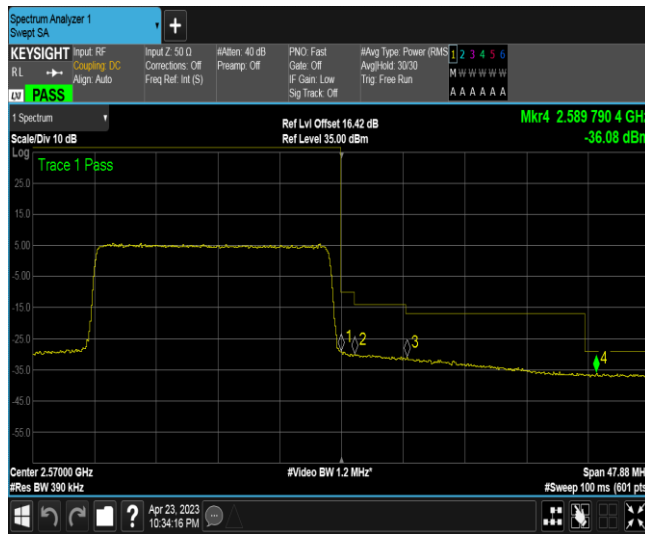 Spectrum Analyzer 1
Swept SA
+
KEYSIGHT
RL
LXI
PASS
Input: RF
Coupling: DC
Align: Auto
Input Z: 50 Ω
Corrections: Off
Freq Ref: Int (S)
#Atten: 40 dB
Preamp: Off
PNO: Fast
Gate: Off
IF Gain: Low
Sig Track: Off
#Avg Type: Power (RMS
Avg|Hold: 30/30
Trig: Free Run
1 2 3 4 5 6
M W W W W W
A A A A A A
1 Spectrum
Scale/Div 10 dB
Ref Lvl Offset 16.42 dB
Ref Level 35.00 dBm
Mkr4 2.589 790 4 GHz
-36.08 dBm
Log
Trace 1 Pass
25.0
15.0
5.00
-5.00
-15.0
-25.0
-35.0
-45.0
-55.0
1
2
3
4
Center 2.57000 GHz
#Res BW 390 kHz
#Video BW 1.2 MHz*
Span 47.88 MH
#Sweep 100 ms (601 pts
?
Apr 23, 2023
10:34:16 PM